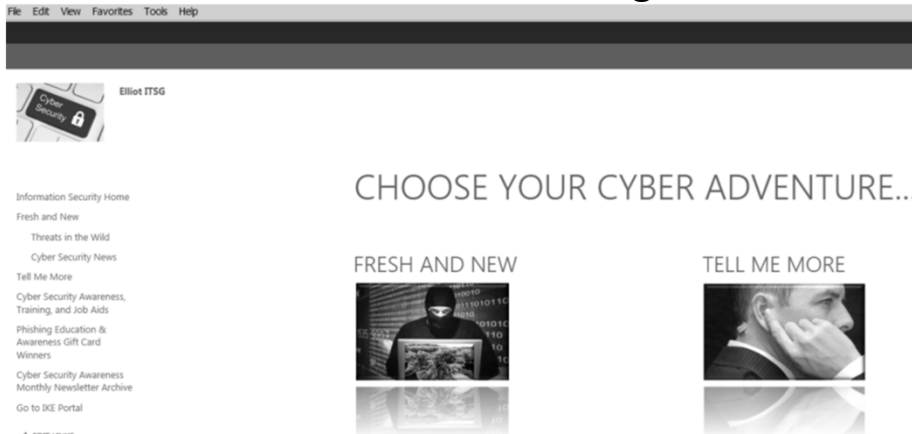 File Edit View Favorites Tools Help
Cyber
Security
Elliot ITSG
Information Security Home
Fresh and New
Threats in the Wild
Cyber Security News
Tell Me More
Cyber Security Awareness,
Training, and Job Aids
Phishing Education &
Awareness Gift Card
Winners
Cyber Security Awareness
Monthly Newsletter Archive
Go to IKE Portal
CHOOSE YOUR CYBER ADVENTURE...
FRESH AND NEW
TELL ME MORE